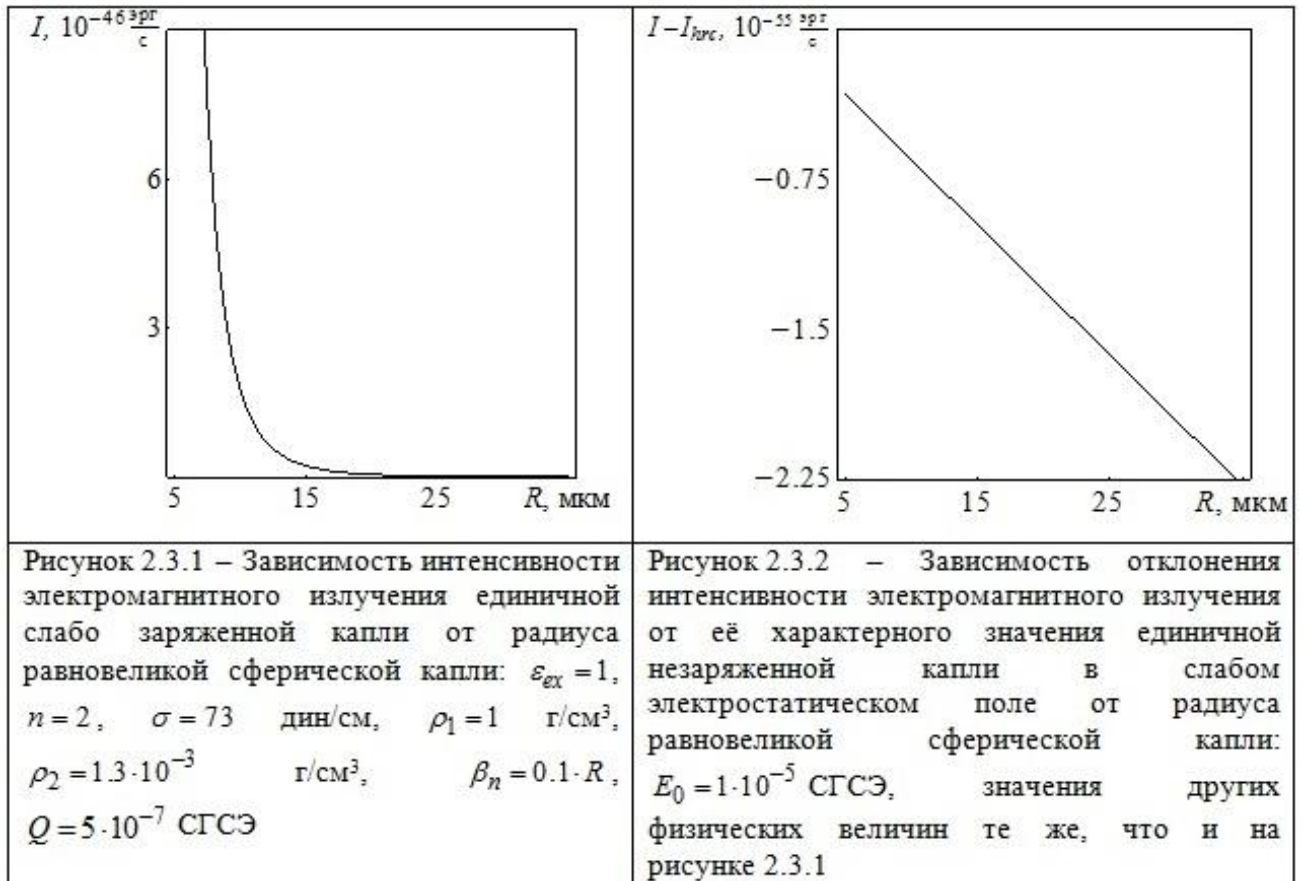 I, 10⁻⁴⁶ эрг/с
6
3
5 15 25 R, мкм
I−Iₕᵣc, 10⁻⁵⁵ эрг/с
−0.75
−1.5
−2.25
5 15 25 R, мкм
Рисунок 2.3.1 – Зависимость интенсивности
электромагнитного излучения единичной
слабо заряженной капли от радиуса
равновеликой сферической капли: εₑₓ = 1,
n = 2, σ = 73 дин/см, ρ₁ = 1 г/см³,
ρ₂ = 1.3·10⁻³ г/см³, βₙ = 0.1·R,
Q = 5·10⁻⁷ СГСЭ
Рисунок 2.3.2 – Зависимость отклонения
интенсивности электромагнитного излучения
от её характерного значения единичной
незаряженной капли в слабом
электростатическом поле от радиуса
равновеликой сферической капли:
E₀ = 1·10⁻⁵ СГСЭ, значения других
физических величин те же, что и на
рисунке 2.3.1